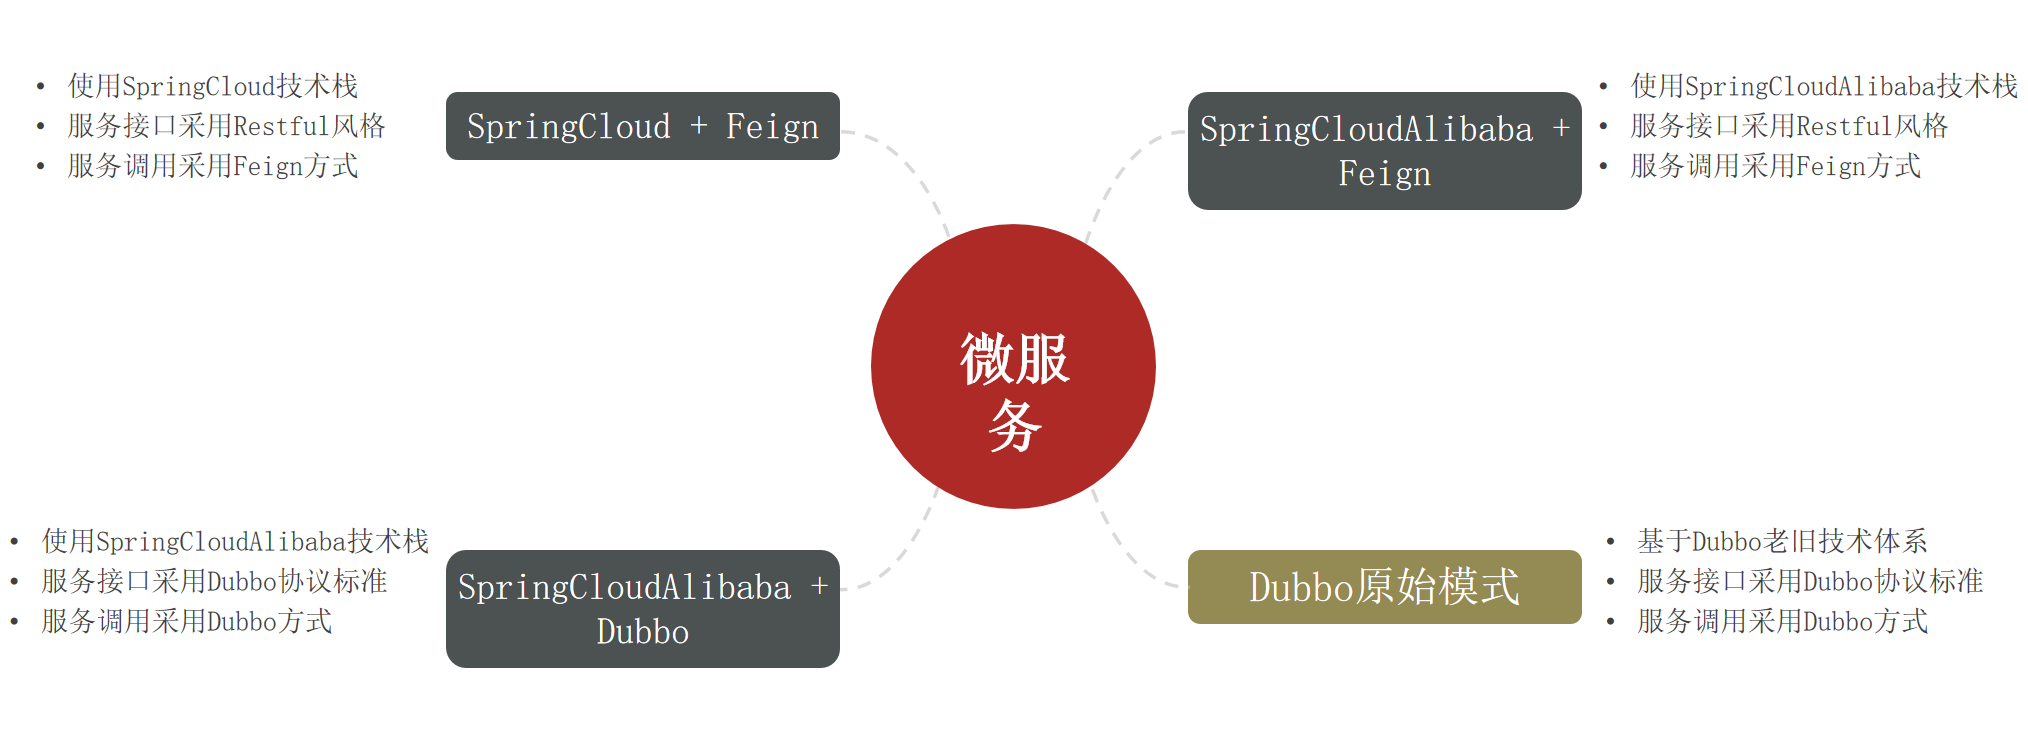 使用SpringCloud技术栈
服务接口采用Restful风格
服务调用采用Feign方式
SpringCloud + Feign
SpringCloudAlibaba +
Feign
使用SpringCloudAlibaba技术栈
服务接口采用Restful风格
服务调用采用Feign方式
微服
务
使用SpringCloudAlibaba技术栈
服务接口采用Dubbo协议标准
服务调用采用Dubbo方式
SpringCloudAlibaba +
Dubbo
Dubbo原始模式
基于Dubbo老旧技术体系
服务接口采用Dubbo协议标准
服务调用采用Dubbo方式